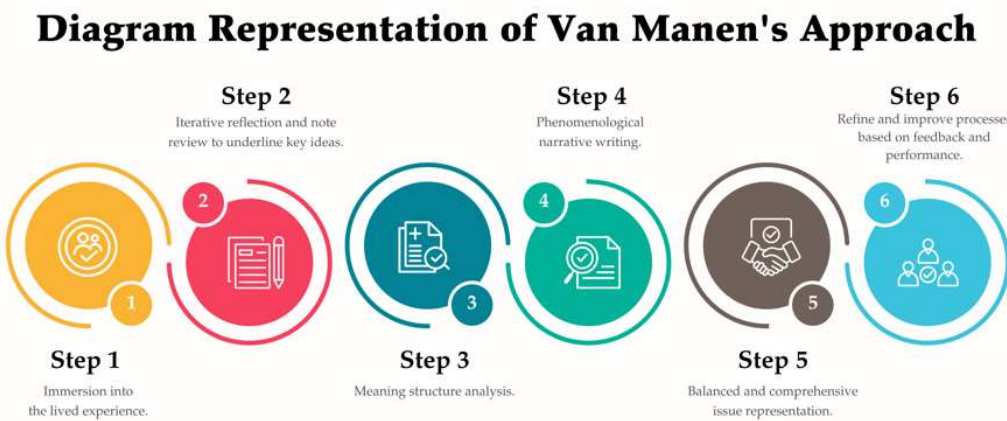 Diagram Representation of Van Manen's Approach
Step 1
Immersion into
the lived experience.
1
Step 2
Iterative reflection and note
review to underline key ideas.
2
Step 3
Meaning structure analysis.
3
Step 4
Phenomenological
narrative writing.
4
Step 5
Balanced and comprehensive
issue representation.
5
Step 6
Refine and improve processe
based on feedback and
performance.
6